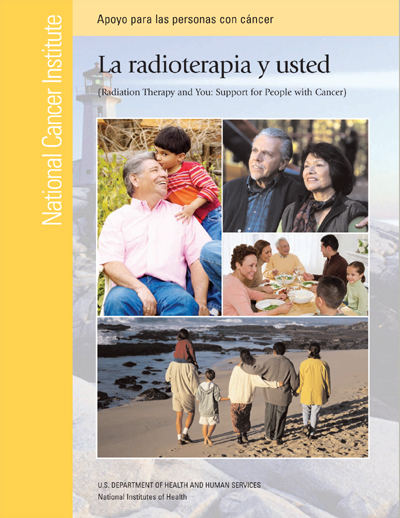 National Cancer Institute
Apoyo para las personas con cáncer
La radioterapia y usted
(Radiation Therapy and You: Support for People with Cancer)
U.S. DEPARTMENT OF HEALTH AND HUMAN SERVICES
National Institutes of Health